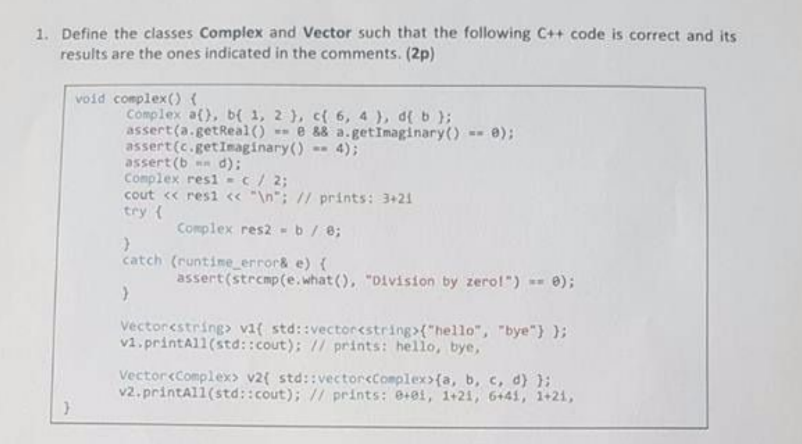 1. Define the classes Complex and Vector such that the following C++ code is correct and its
results are the ones indicated in the comments. (2p)
void complex() {
Complex a{}, b{ 1, 2 }, c{ 6, 4 }, d{ b };
assert(a.getReal() == 0 && a.getImaginary() == 0);
assert(c.getImaginary() == 4);
assert(b == d);
Complex res1 = c / 2;
cout << res1 << "\n"; // prints: 3+2i
try {
Complex res2 = b / 0;
}
catch (runtime_error& e) {
assert(strcmp(e.what(), "Division by zero!") == 0);
}
Vector<string> v1{ std::vector<string>{"hello", "bye"} };
v1.printAll(std::cout); // prints: hello, bye,
Vector<Complex> v2{ std::vector<Complex>{a, b, c, d} };
v2.printAll(std::cout); // prints: 0+0i, 1+2i, 6+4i, 1+2i,
}